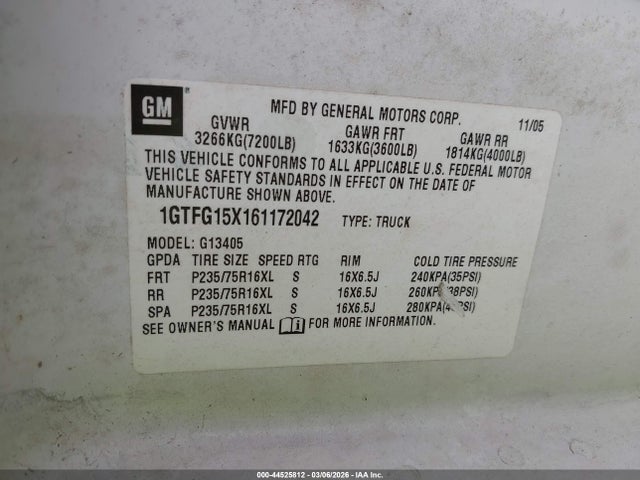 GM
MFD BY GENERAL MOTORS CORP. 11/05
GVWR GAWR FRT GAWR RR
3266KG(7200LB) 1633KG(3600LB) 1814KG(4000LB)
THIS VEHICLE CONFORMS TO ALL APPLICABLE U.S. FEDERAL MOTOR
VEHICLE SAFETY STANDARDS IN EFFECT ON THE DATE OF
MANUFACTURE SHOWN ABOVE.
1GTFG15X161172042 TYPE: TRUCK
MODEL: G13405
GPDA TIRE SIZE SPEED RTG RIM COLD TIRE PRESSURE
FRT P235/75R16XL S 16X6.5J 240KPA(35PSI)
RR P235/75R16XL S 16X6.5J 260KPA(38PSI)
SPA P235/75R16XL S 16X6.5J
SEE OWNER'S MANUAL FOR MORE INFORMATION.
000-44525812 - 03/06/2026 - IAA Inc.